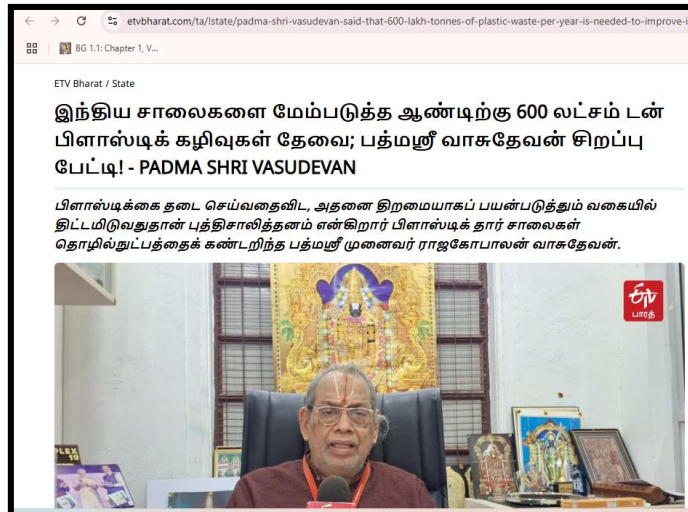 etvbharat.com/ta/!state/padma-shri-vasudevan-said-that-600-lakh-tonnes-of-plastic-waste-per-year-is-needed-to-improve-i
BG 1.1: Chapter 1, V...
ETV Bharat / State
இந்திய சாலைகளை மேம்படுத்த ஆண்டிற்கு 600 லட்சம் டன்
பிளாஸ்டிக் கழிவுகள் தேவை; பத்மஸ்ரீ வாசுதேவன் சிறப்பு
பேட்டி! - PADMA SHRI VASUDEVAN
பிளாஸ்டிக்கை தடை செய்வதைவிட, அதனை திறமையாகப் பயன்படுத்தும் வகையில்
திட்டமிடுவதுதான் புத்திசாலித்தனம் என்கிறார் பிளாஸ்டிக் தார் சாலைகள்
தொழில்நுட்பத்தைக் கண்டறிந்த பத்மஸ்ரீ முனைவர் ராஜகோபாலன் வாசுதேவன்.
பாரத்